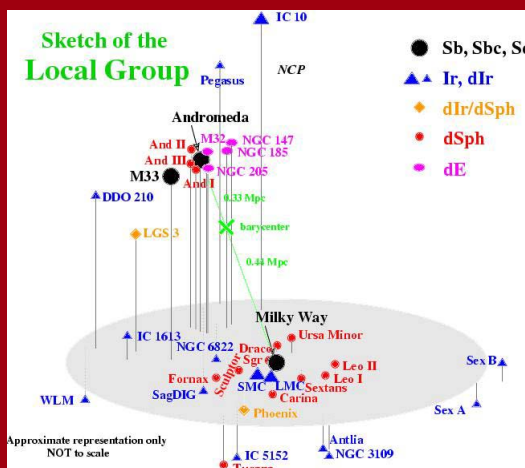 Sketch of the
Local Group
IC 10
NCP
Pegasus
Sb, Sbc, Sc
Ir, dIr
dIr/dSph
dSph
dE
Andromeda
And II
M32
NGC 147
NGC 185
And III
NGC 205
M33
And I
DDO 210
0.33 Mpc
LGS 3
barycenter
0.44 Mpc
Milky Way
IC 1613
Ursa Minor
NGC 6822
Draco
Sgr
Leo II
Sex B
Sculptor
Fornax
SMC
LMC
Leo I
Sextans
SagDIG
Carina
WLM
Phoenix
Sex A
Approximate representation only
NOT to scale
Antlia
IC 5152
NGC 3109